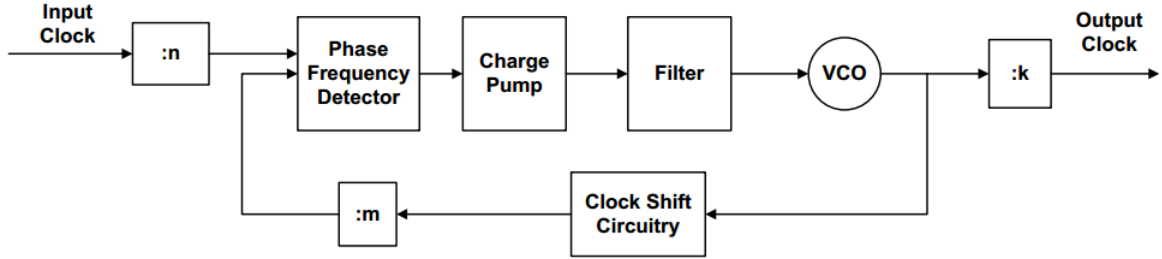 Input
Clock
:n
Phase
Frequency
Detector
Charge
Pump
Filter
VCO
:k
Output
Clock
:m
Clock Shift
Circuitry